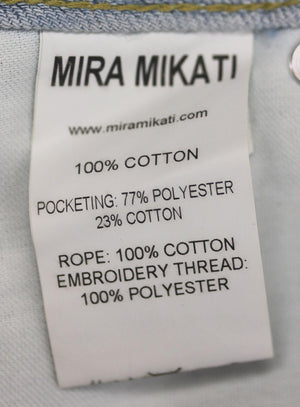 MIRA MIKATI
www.miramikati.com
100% COTTON
POCKETING: 77% POLYESTER
23% COTTON
ROPE: 100% COTTON
EMBROIDERY THREAD:
100% POLYESTER